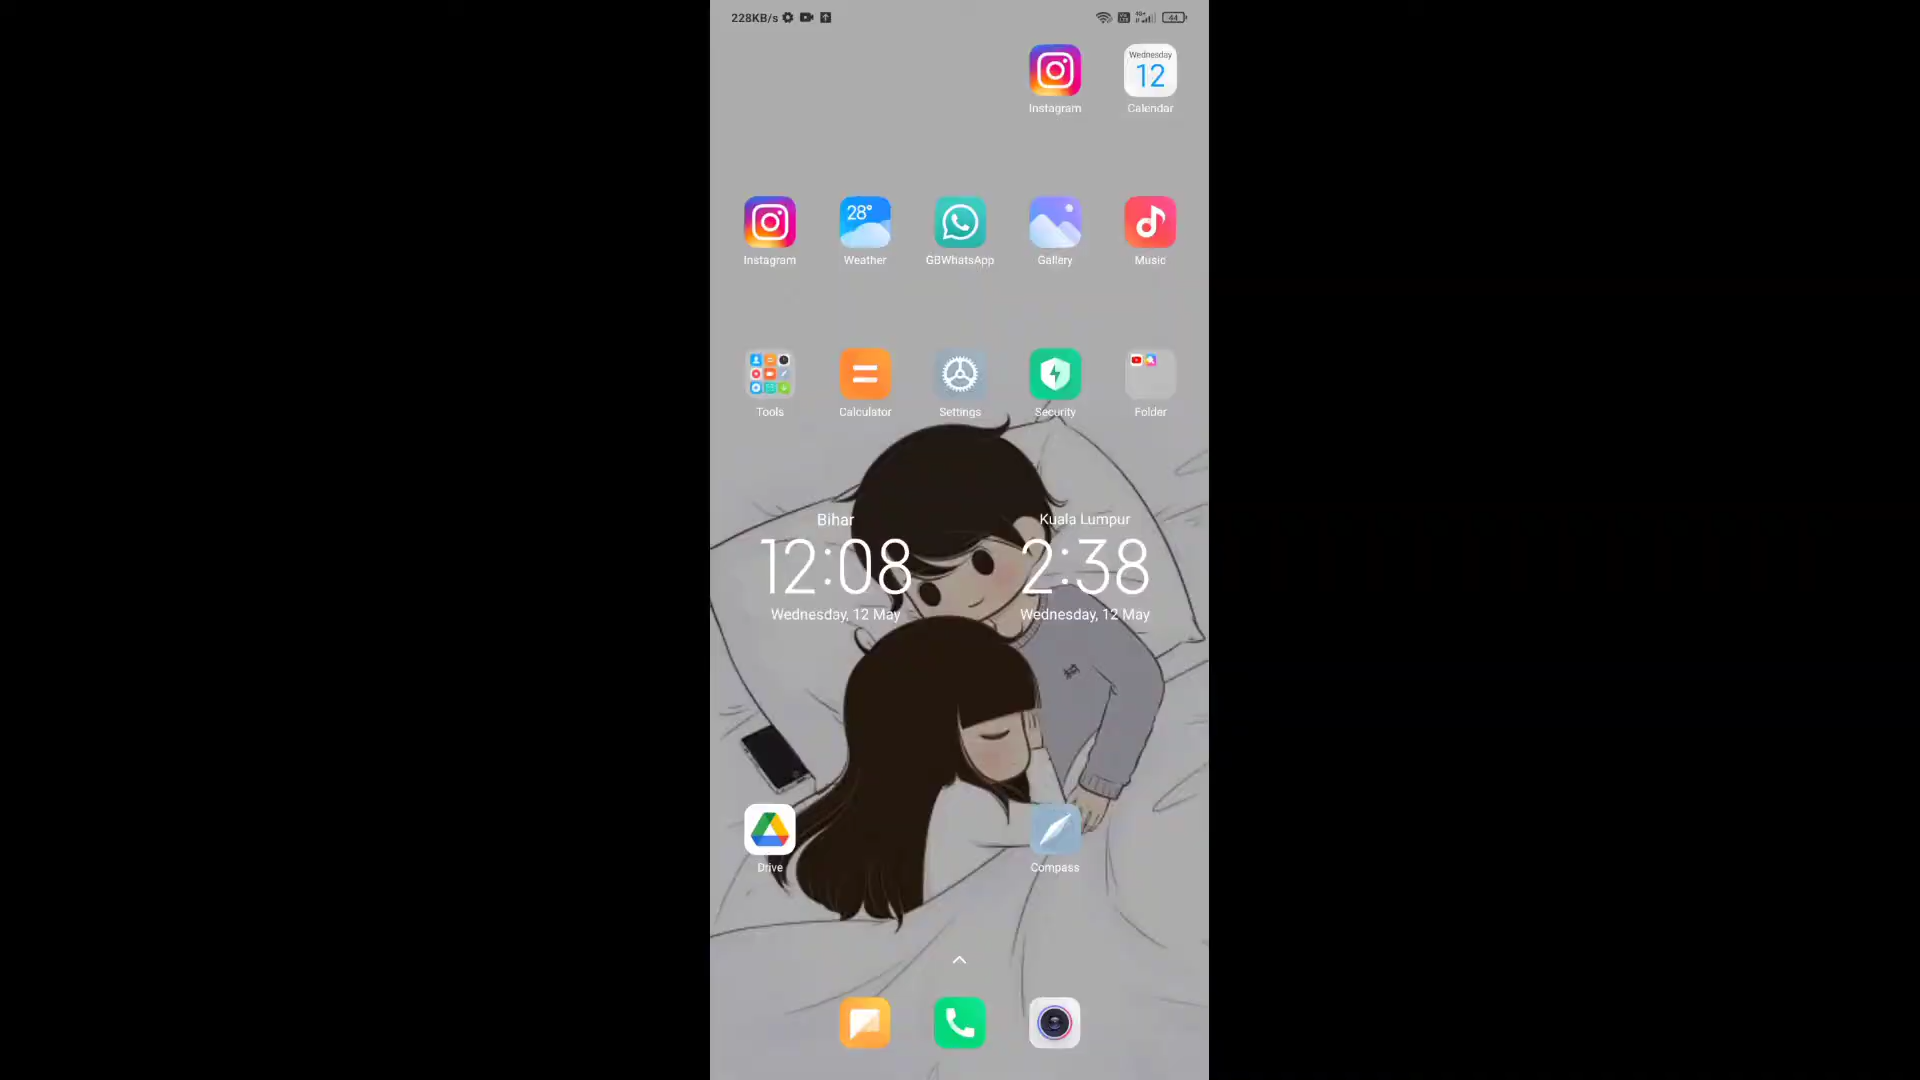 228KB/s
44
Instagram
Wednesday
12
Calendar
Instagram
28°
Weather
GBWhatsApp
Gallery
Music
Tools
Calculator
Settings
Security
Folder
Bihar
12:08
Wednesday, 12 May
Kuala Lumpur
2:38
Wednesday, 12 May
Drive
Compass